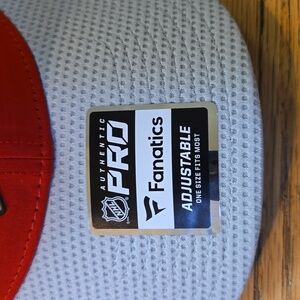 AUTHENTIC
PRO
NHL
Fanatics
ADJUSTABLE
ONE SIZE FITS MOST